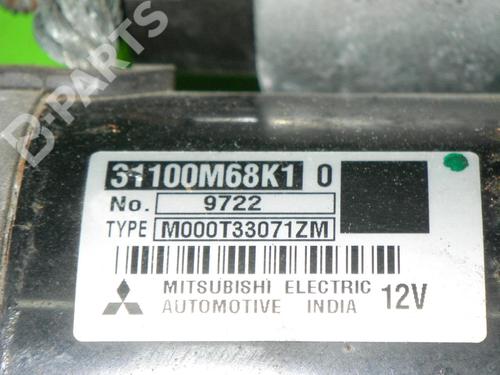 B-PARTS
31100M68K1 0
No. 9722
TYPE M000T33071ZM
MITSUBISHI ELECTRIC
AUTOMOTIVE INDIA 12V